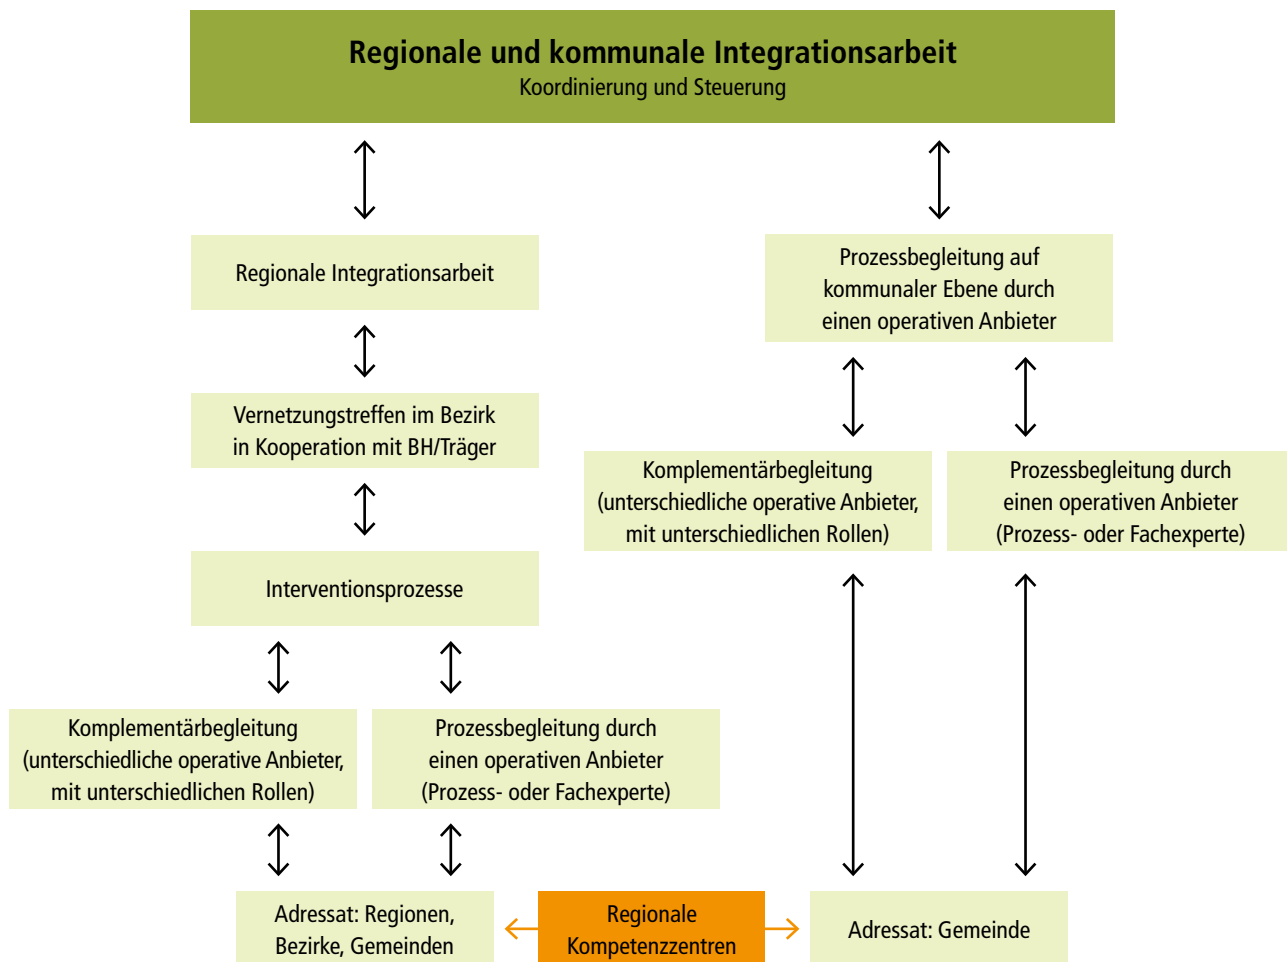 Regionale und kommunale Integrationsarbeit
Koordinierung und Steuerung
Regionale Integrationsarbeit
Prozessbegleitung auf
kommunaler Ebene durch
einen operativen Anbieter
Vernetzungstreffen im Bezirk
in Kooperation mit BH/Träger
Komplementärbegleitung
(unterschiedliche operative Anbieter,
mit unterschiedlichen Rollen)
Prozessbegleitung durch
einen operativen Anbieter
(Prozess- oder Fachexperte)
Interventionsprozesse
Komplementärbegleitung
(unterschiedliche operative Anbieter,
mit unterschiedlichen Rollen)
Prozessbegleitung durch
einen operativen Anbieter
(Prozess- oder Fachexperte)
Adressat: Regionen,
Bezirke, Gemeinden
Regionale
Kompetenzzentren
Adressat: Gemeinde